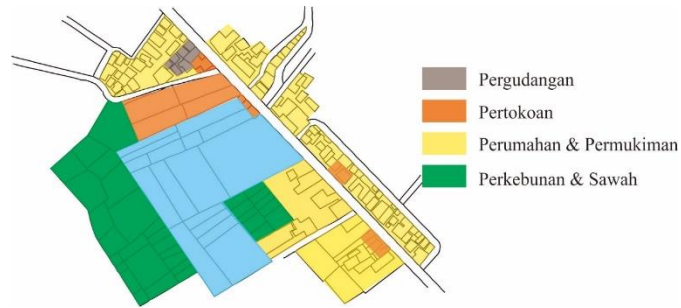 Pergudangan
Pertokoan
Perumahan & Permukiman
Perkebunan & Sawah